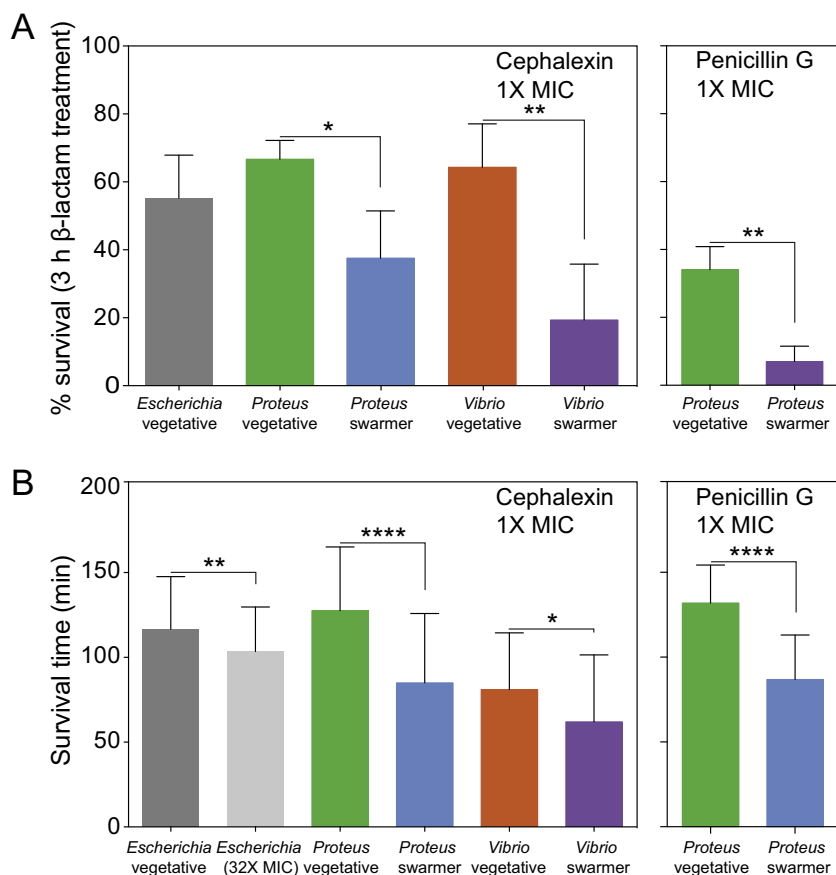 A
% survival (3 h β-lactam treatment)
100
80
60
40
20
0
Cephalexin
1X MIC
*
**
Escherichia
vegetative
Proteus
vegetative
Proteus
swarmer
Vibrio
vegetative
Vibrio
swarmer
Penicillin G
1X MIC
**
Proteus
vegetative
Proteus
swarmer
B
Survival time (min)
200
150
100
50
0
Cephalexin
1X MIC
**
****
*
Escherichia
vegetative
Escherichia
(32X MIC)
Proteus
vegetative
Proteus
swarmer
Vibrio
vegetative
Vibrio
swarmer
Penicillin G
1X MIC
****
Proteus
vegetative
Proteus
swarmer